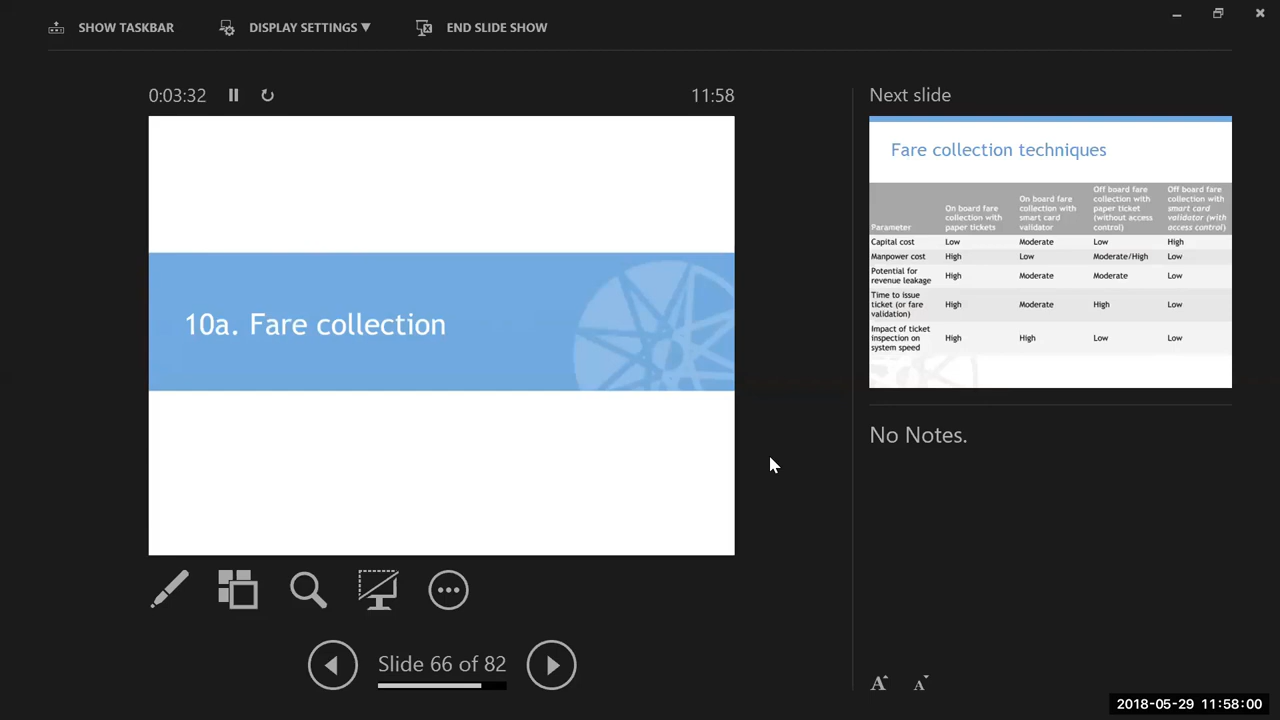 SHOW TASKBAR
DISPLAY SETTINGS ▼
END SLIDE SHOW
0:03:32
11:58
10a. Fare collection
Slide 66 of 82
Next slide
Fare collection techniques
Parameter On board fare collection with paper tickets On board fare collection with smart card validator Off board fare collection with paper ticket (without access control) Off board fare collection with smart card validator (with access control)
Capital cost Low Moderate Low High
Manpower cost High Low Moderate/High Low
Potential for revenue leakage High Moderate Moderate Low
Time to issue ticket (or fare validation) High Moderate High Low
Impact of ticket inspection on system speed High High Low Low
No Notes.
A A
2018-05-29 11:58:00